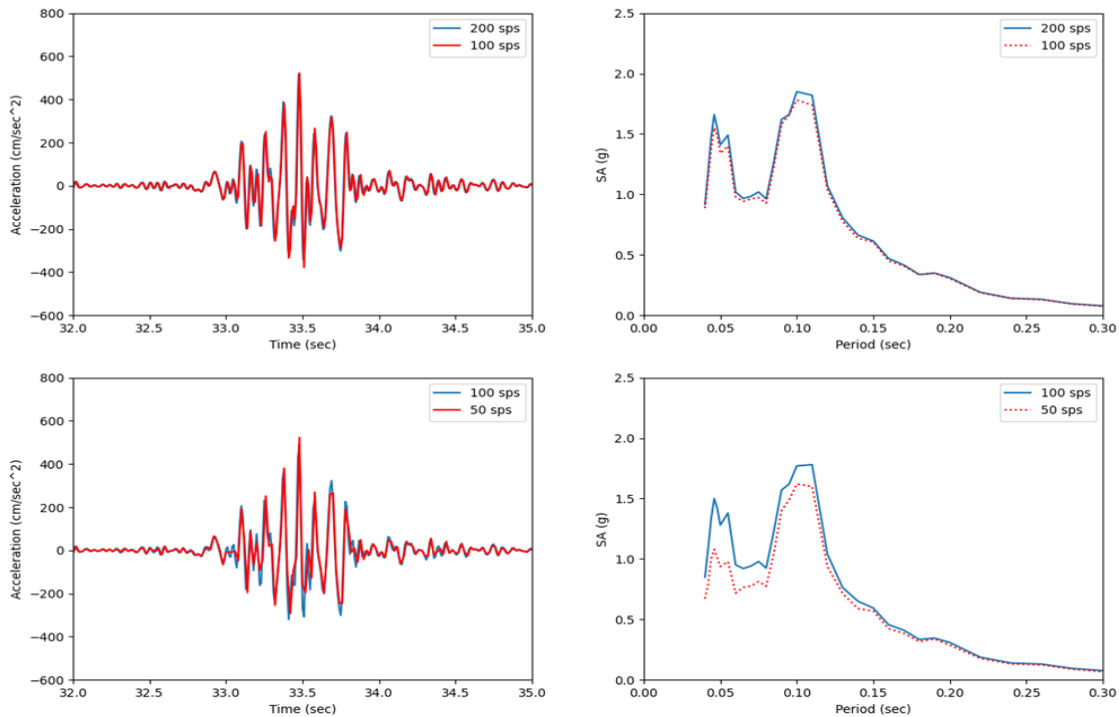 800
600
400
200
0
−200
−400
−600
32.0 32.5 33.0 33.5 34.0 34.5 35.0
Acceleration (cm/sec^2)
Time (sec)
200 sps
100 sps
2.5
2.0
1.5
1.0
0.5
0.0
0.00 0.05 0.10 0.15 0.20 0.25 0.30
SA (g)
Period (sec)
200 sps
100 sps
800
600
400
200
0
−200
−400
−600
32.0 32.5 33.0 33.5 34.0 34.5 35.0
Acceleration (cm/sec^2)
Time (sec)
100 sps
50 sps
2.5
2.0
1.5
1.0
0.5
0.0
0.00 0.05 0.10 0.15 0.20 0.25 0.30
SA (g)
Period (sec)
100 sps
50 sps